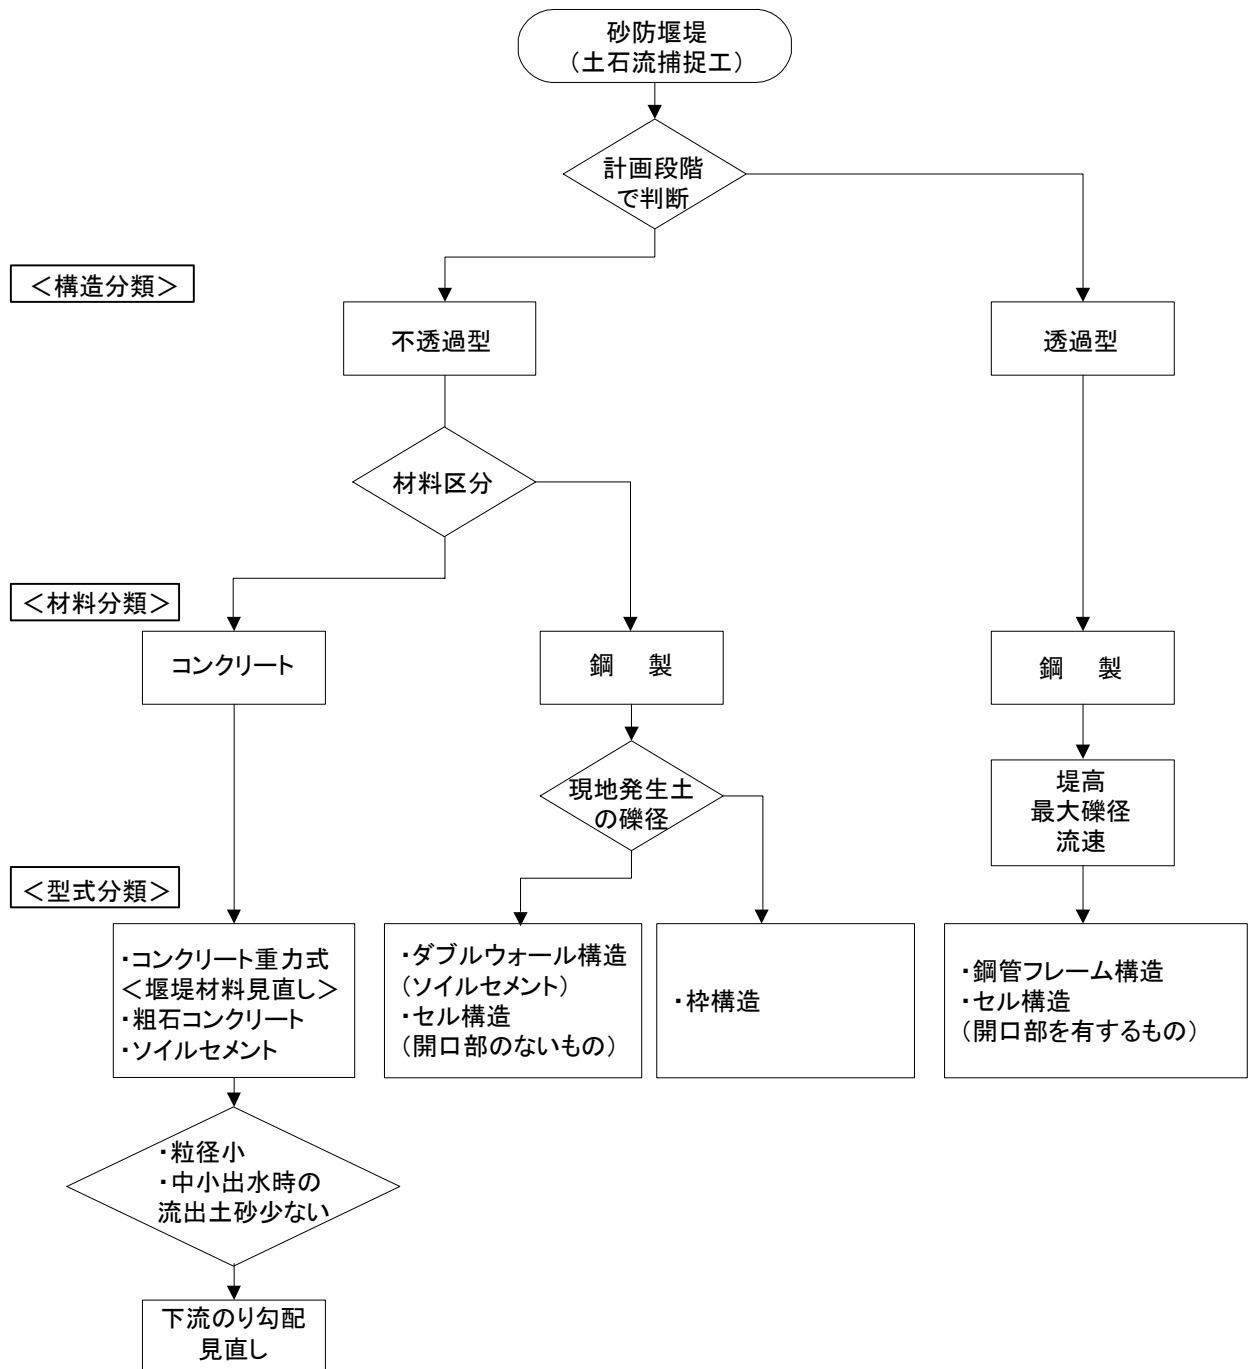 砂防堰堤
（土石流捕捉工）
計画段階
で判断
＜構造分類＞
不透過型
透過型
材料区分
＜材料分類＞
コンクリート
鋼　製
鋼　製
現地発生土
の礫径
堤高
最大礫径
流速
＜型式分類＞
・コンクリート重力式
＜堰堤材料見直し＞
・粗石コンクリート
・ソイルセメント
・ダブルウォール構造
（ソイルセメント）
・セル構造
（開口部のないもの）
・枠構造
・鋼管フレーム構造
・セル構造
（開口部を有するもの）
・粒径小
・中小出水時の
流出土砂少ない
下流のり勾配
見直し